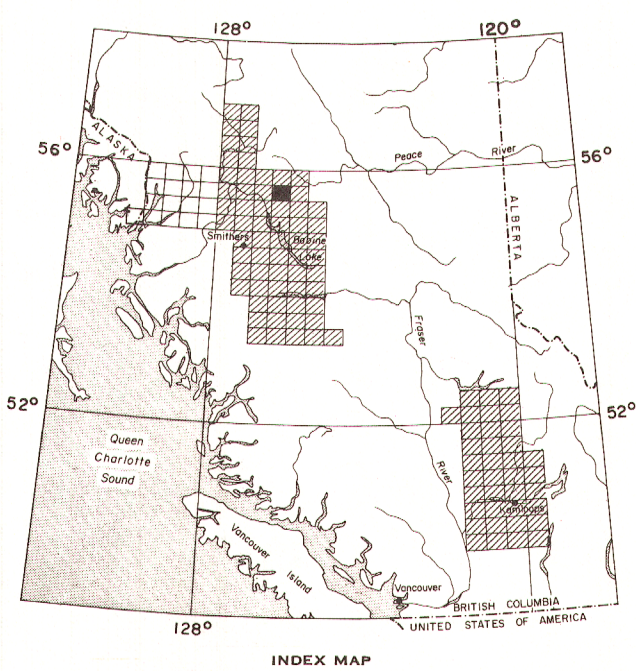 128°
120°
ALASKA
56°
Peace
River
56°
ALBERTA
Smithers
Babine
Lake
Fraser
52°
52°
Queen
Charlotte
Sound
River
Kamloops
Vancouver
Island
Vancouver
BRITISH COLUMBIA
UNITED STATES OF AMERICA
128°
INDEX MAP